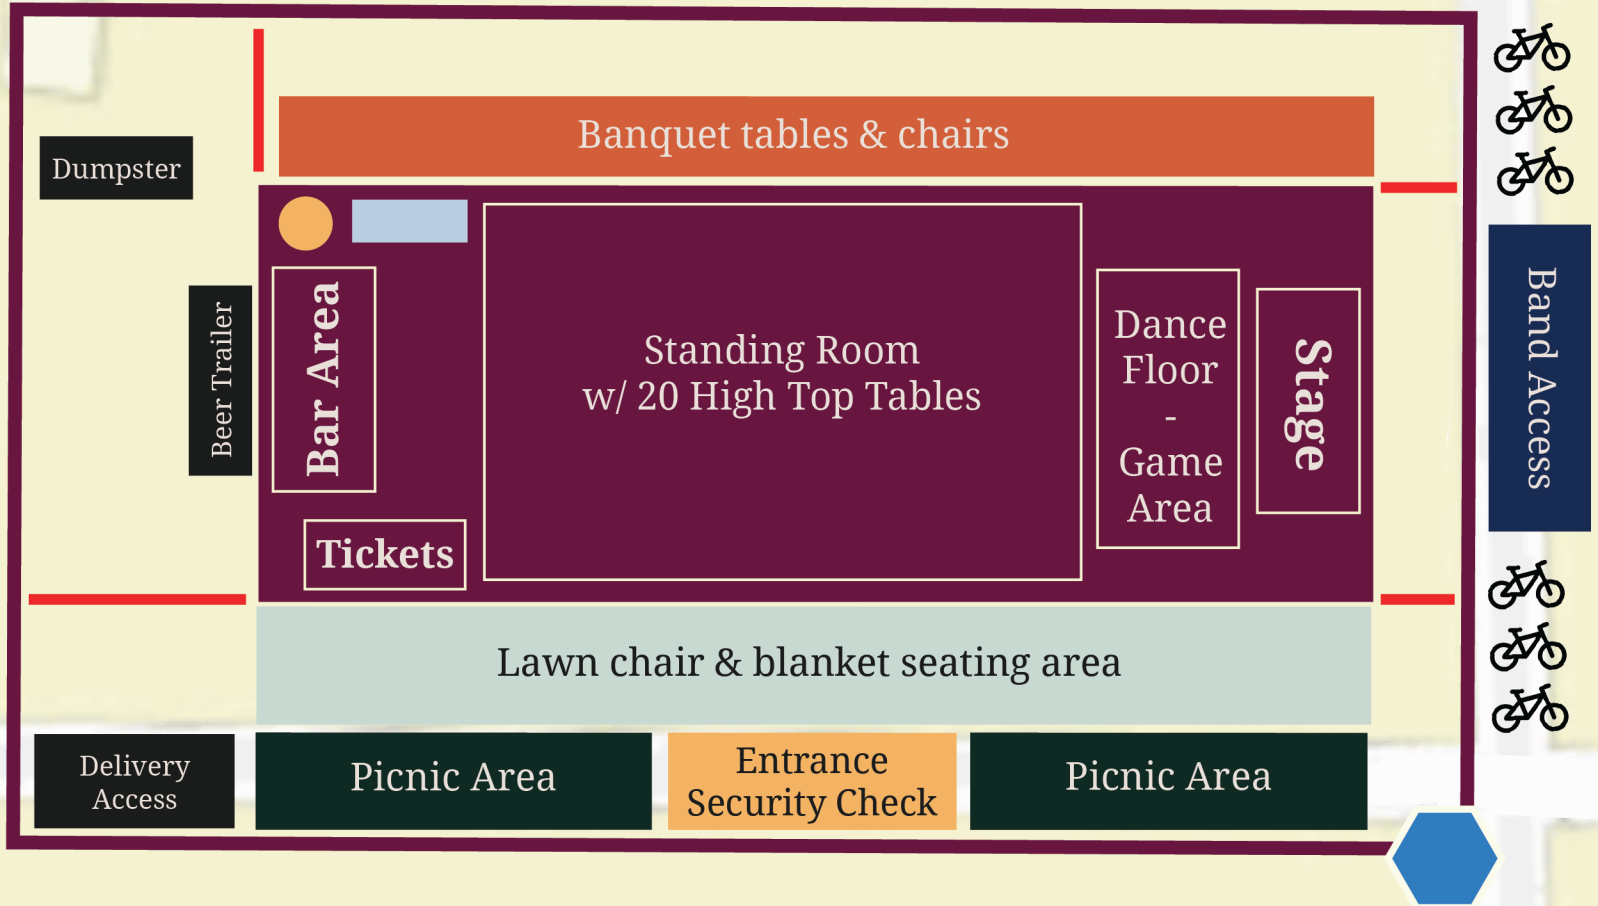 Banquet tables & chairs
Dumpster
Beer Trailer
Bar Area
Standing Room
w/ 20 High Top Tables
Dance
Floor
-
Game
Area
Stage
Band Access
Tickets
Lawn chair & blanket seating area
Delivery
Access
Picnic Area
Entrance
Security Check
Picnic Area